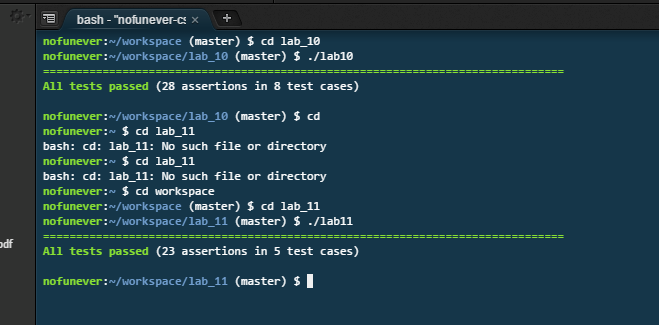 bash - "nofunever-cs
nofunever:~/workspace (master) $ cd lab_10
nofunever:~/workspace/lab_10 (master) $ ./lab10
===============================================================================
All tests passed (28 assertions in 8 test cases)
nofunever:~/workspace/lab_10 (master) $ cd
nofunever:~ $ cd lab_11
bash: cd: lab_11: No such file or directory
nofunever:~ $ cd lab_11
bash: cd: lab_11: No such file or directory
nofunever:~ $ cd workspace
nofunever:~/workspace (master) $ cd lab_11
nofunever:~/workspace/lab_11 (master) $ ./lab11
===============================================================================
pdf
All tests passed (23 assertions in 5 test cases)
nofunever:~/workspace/lab_11 (master) $